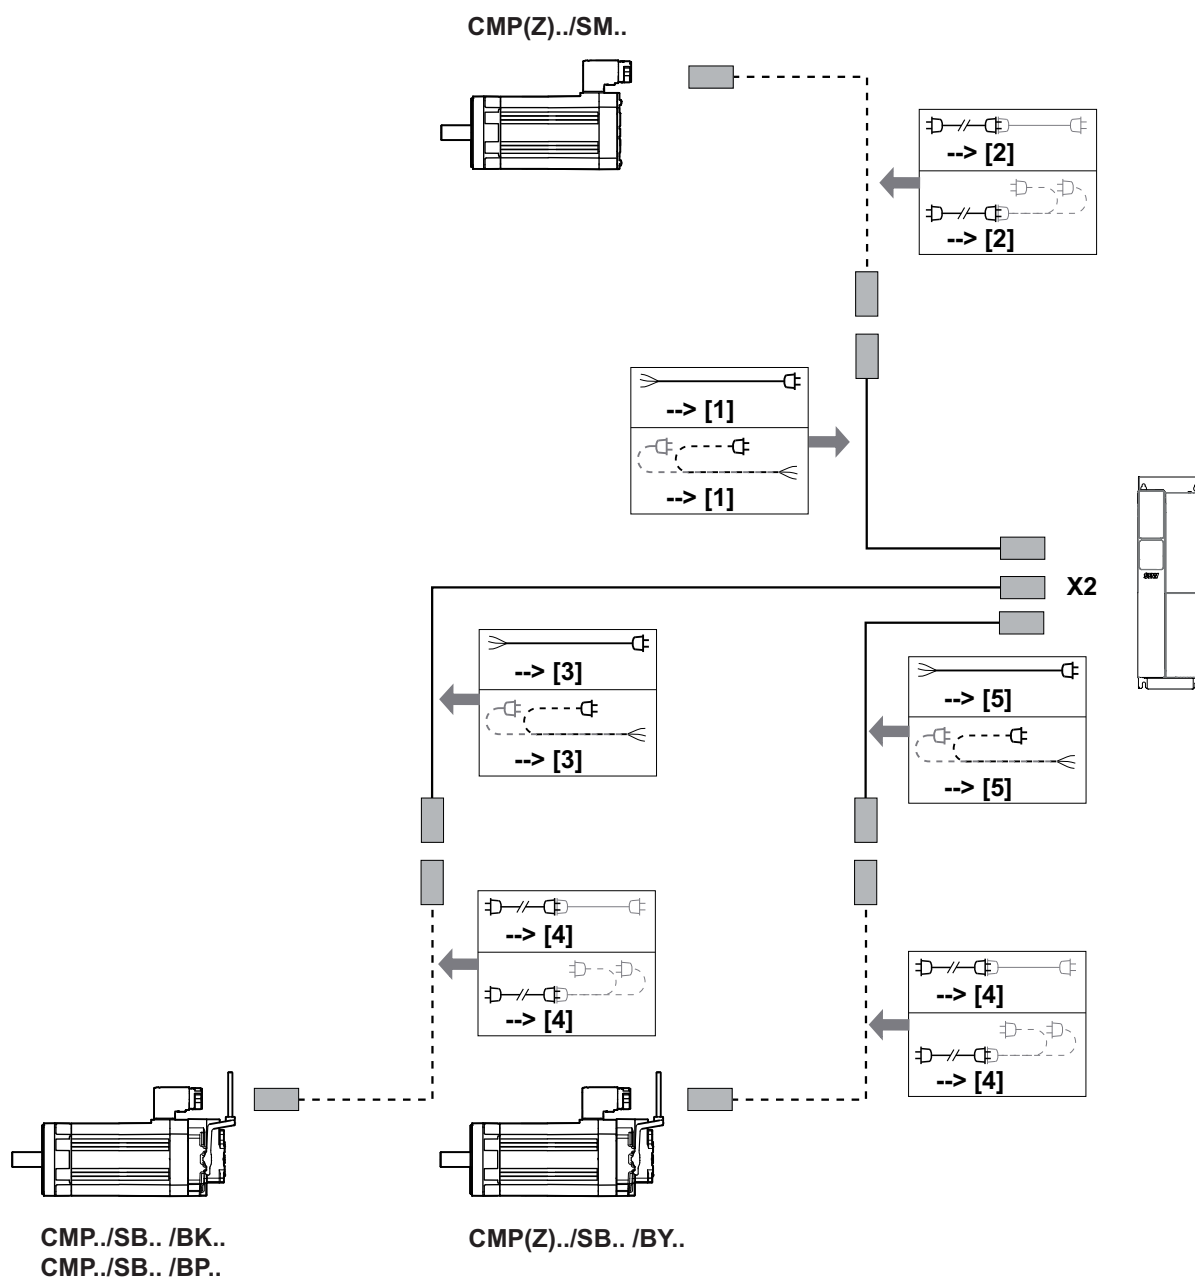 CMP(Z)../SM..
--> [2]
--> [2]
--> [1]
--> [1]
X2
--> [3]
--> [3]
--> [5]
--> [5]
--> [4]
--> [4]
--> [4]
--> [4]
CMP../SB.. /BK..
CMP../SB.. /BP..
CMP(Z)../SB.. /BY..